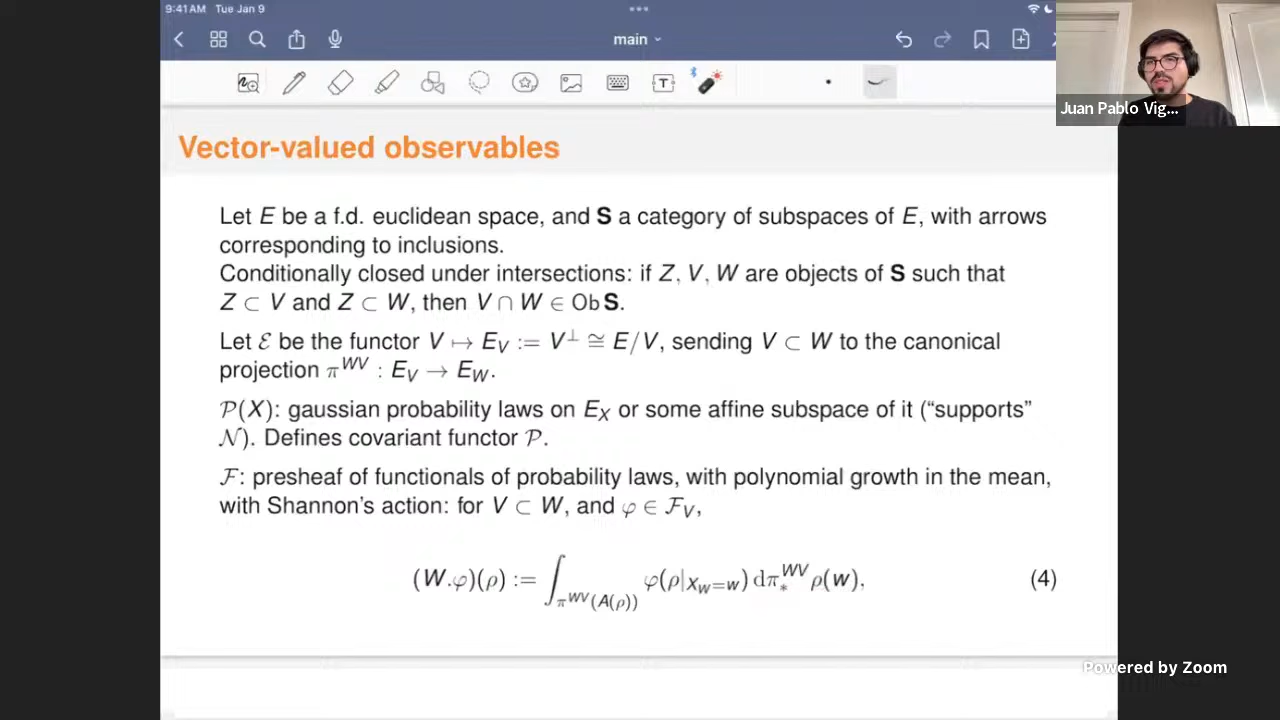 9:41 AM Tue Jan 9
main
T
Juan Pablo Vig...
Vector-valued observables
Let E be a f.d. euclidean space, and S a category of subspaces of E, with arrows
corresponding to inclusions.
Conditionally closed under intersections: if Z, V, W are objects of S such that
Z ⊂ V and Z ⊂ W, then V ∩ W ∈ Ob S.
Let ℰ be the functor V ↦ E_V := V^⊥ ≅ E/V, sending V ⊂ W to the canonical
projection π^{WV} : E_V → E_W.
𝒫(X): gaussian probability laws on E_X or some affine subspace of it (“supports”
𝒩). Defines covariant functor 𝒫.
ℱ: presheaf of functionals of probability laws, with polynomial growth in the mean,
with Shannon's action: for V ⊂ W, and φ ∈ ℱ_V,
(W.φ)(ρ) := ∫_{π^{WV}(A(ρ))} φ(ρ|_{X_W=w}) dπ_*^{WV} ρ(w), (4)
Powered by Zoom